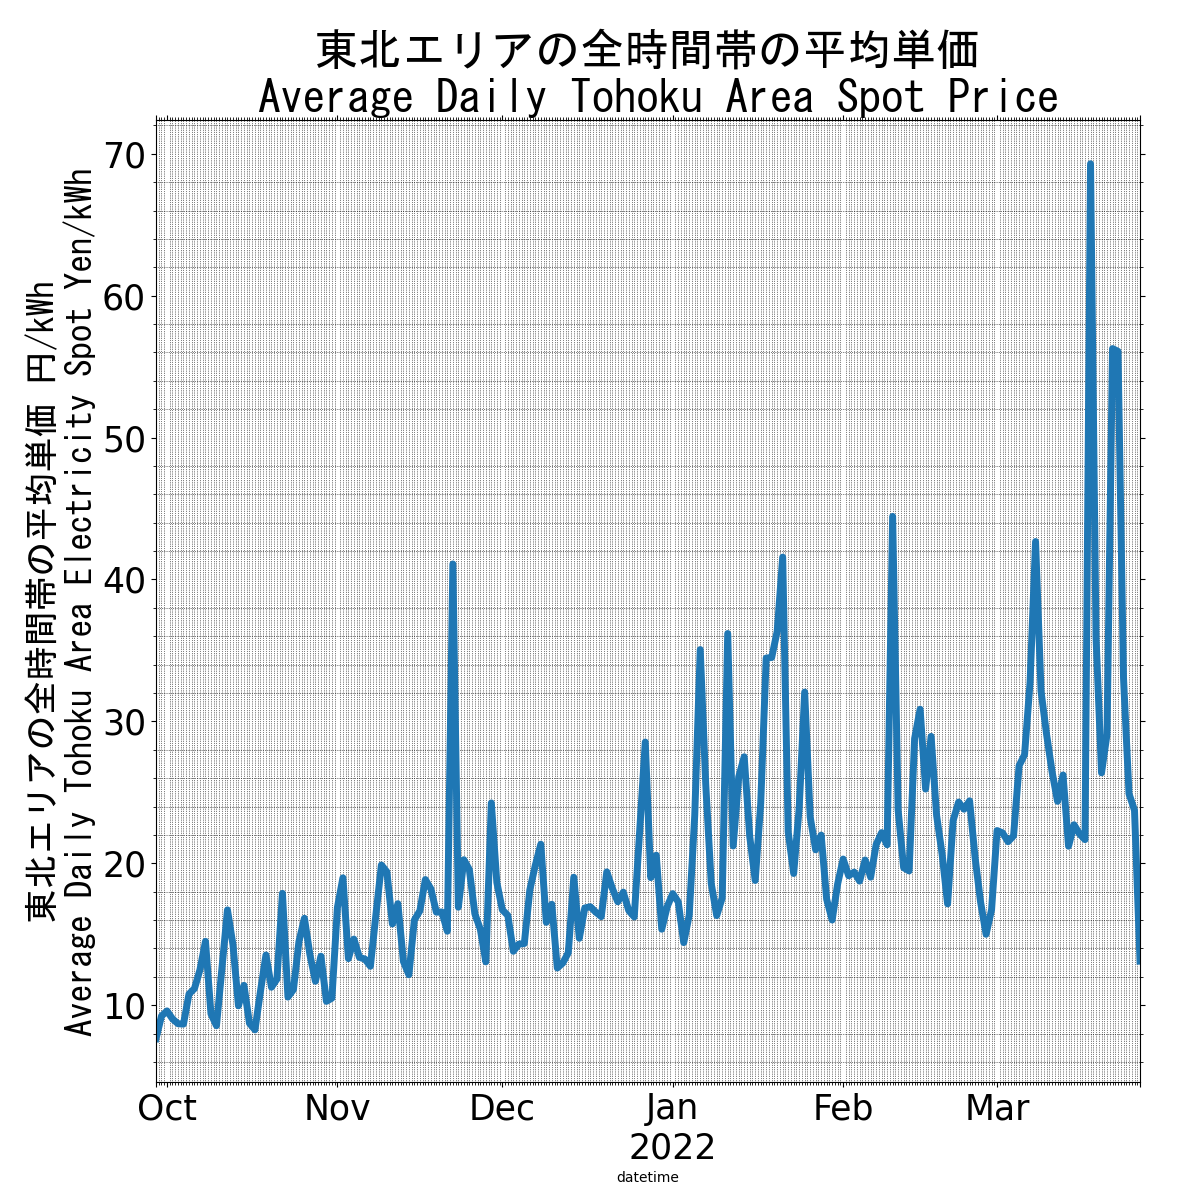 東北エリアの全時間帯の平均単価
Average Daily Tohoku Area Spot Price
東北エリアの全時間帯の平均単価 円/kWh
Average Daily Tohoku Area Electricity Spot Yen/kWh
70
60
50
40
30
20
10
Oct Nov Dec Jan Feb Mar
2022
datetime